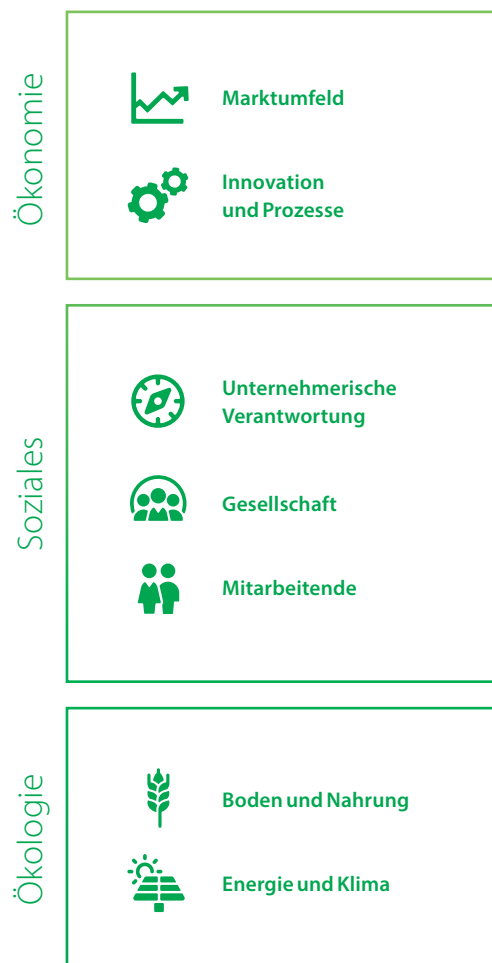 Ökonomie
Marktumfeld
Innovation
und Prozesse
Soziales
Unternehmerische
Verantwortung
Gesellschaft
Mitarbeitende
Ökologie
Boden und Nahrung
Energie und Klima